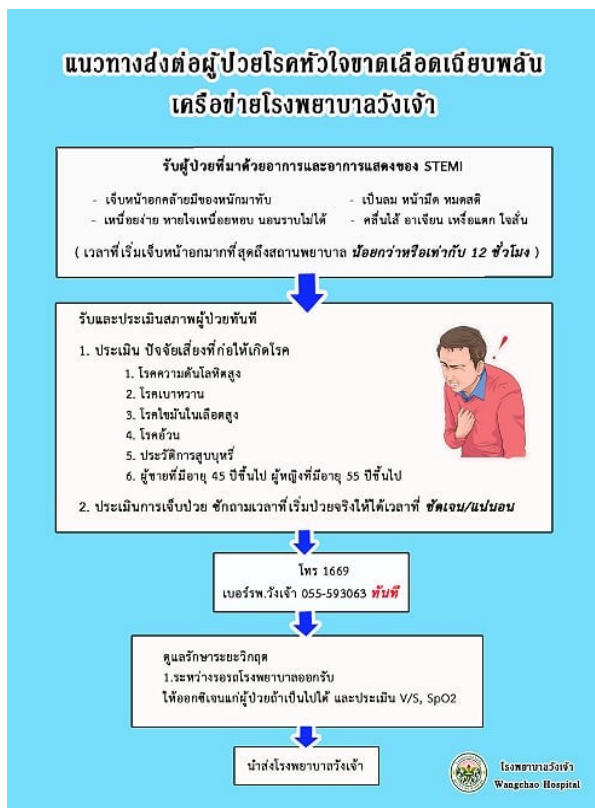 แนวทางส่งต่อผู้ป่วยโรคหัวใจขาดเลือดเฉียบพลัน
เครือข่ายโรงพยาบาลวังเจ้า
รับผู้ป่วยที่มาด้วยอาการและอาการแสดงของ STEMI
- เจ็บหน้าอกคล้ายมีของหนักมาทับ - เป็นลม หน้ามืด หมดสติ
- เหนื่อยง่าย หายใจเหนื่อยหอบ นอนราบไม่ได้ - คลื่นไส้ อาเจียน เหงื่อแตก ใจสั่น
( เวลาที่เริ่มเจ็บหน้าอกมากที่สุดถึงสถานพยาบาล น้อยกว่าหรือเท่ากับ 12 ชั่วโมง )
รับและประเมินสภาพผู้ป่วยทันที
1. ประเมิน ปัจจัยเสี่ยงที่ก่อให้เกิดโรค
1. โรคความดันโลหิตสูง
2. โรคเบาหวาน
3. โรคไขมันในเลือดสูง
4. โรคอ้วน
5. ประวัติการสูบบุหรี่
6. ผู้ชายที่มีอายุ 45 ปีขึ้นไป ผู้หญิงที่มีอายุ 55 ปีขึ้นไป
2. ประเมินการเจ็บป่วย ซักถามเวลาที่เริ่มป่วยจริงให้ได้เวลาที่ ชัดเจน/แน่นอน
โทร 1669
เบอร์รพ.วังเจ้า 055-593063 ทันที
ดูแลรักษาระยะวิกฤต
1.ระหว่างรอรถโรงพยาบาลออกรับ
ให้ออกซิเจนแก่ผู้ป่วยถ้าเป็นไปได้ และประเมิน V/S, SpO2
นำส่งโรงพยาบาลวังเจ้า
โรงพยาบาลวังเจ้า
Wangchao Hospital